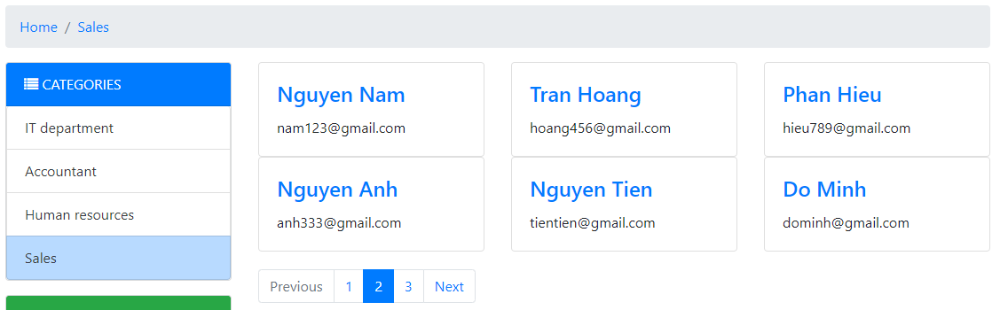 Home / Sales
CATEGORIES
IT department
Accountant
Human resources
Sales
Nguyen Nam
nam123@gmail.com
Tran Hoang
hoang456@gmail.com
Phan Hieu
hieu789@gmail.com
Nguyen Anh
anh333@gmail.com
Nguyen Tien
tientien@gmail.com
Do Minh
dominh@gmail.com
Previous 1 2 3 Next